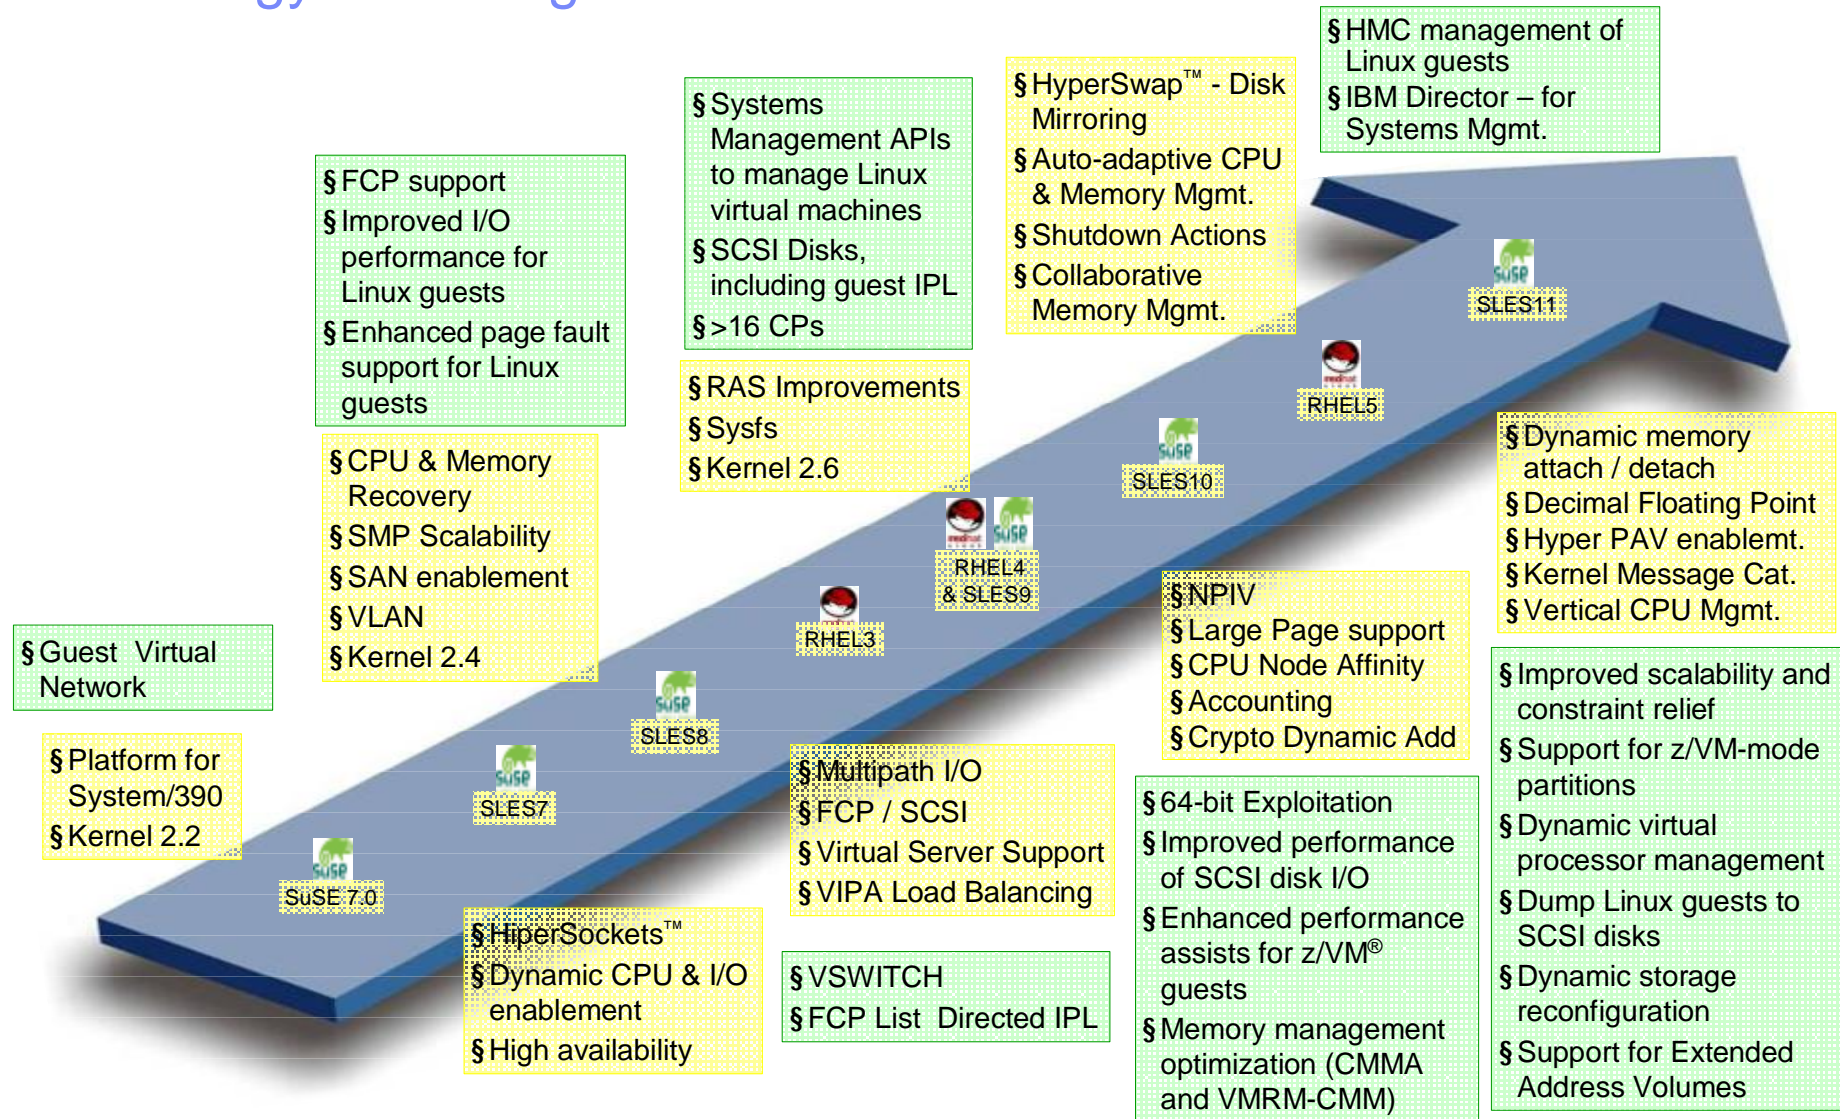 § HMC management of
Linux guests
§ IBM Director – for
Systems Mgmt.
§ HyperSwap™ - Disk
Mirroring
§ Auto-adaptive CPU
& Memory Mgmt.
§ Shutdown Actions
§ Collaborative
Memory Mgmt.
§ Systems
Management APIs
to manage Linux
virtual machines
§ SCSI Disks,
including guest IPL
§ >16 CPs
§ RAS Improvements
§ Sysfs
§ Kernel 2.6
§ FCP support
§ Improved I/O
performance for
Linux guests
§ Enhanced page fault
support for Linux
guests
§ CPU & Memory
Recovery
§ SMP Scalability
§ SAN enablement
§ VLAN
§ Kernel 2.4
§ Guest Virtual
Network
§ Platform for
System/390
§ Kernel 2.2
SUSE
SuSE 7.0
SUSE
SLES7
SUSE
SLES8
RHEL3
redhat
SUSE
RHEL4
& SLES9
SUSE
SLES10
redhat
RHEL5
SUSE
SLES11
§ HiperSockets™
§ Dynamic CPU & I/O
enablement
§ High availability
§ Multipath I/O
§ FCP / SCSI
§ Virtual Server Support
§ VIPA Load Balancing
§ VSWITCH
§ FCP List Directed IPL
§ NPIV
§ Large Page support
§ CPU Node Affinity
§ Accounting
§ Crypto Dynamic Add
§ 64-bit Exploitation
§ Improved performance
of SCSI disk I/O
§ Enhanced performance
assists for z/VM®
guests
§ Memory management
optimization (CMMA
and VMRM-CMM)
§ Dynamic memory
attach / detach
§ Decimal Floating Point
§ Hyper PAV enablemt.
§ Kernel Message Cat.
§ Vertical CPU Mgmt.
§ Improved scalability and
constraint relief
§ Support for z/VM-mode
partitions
§ Dynamic virtual
processor management
§ Dump Linux guests to
SCSI disks
§ Dynamic storage
reconfiguration
§ Support for Extended
Address Volumes